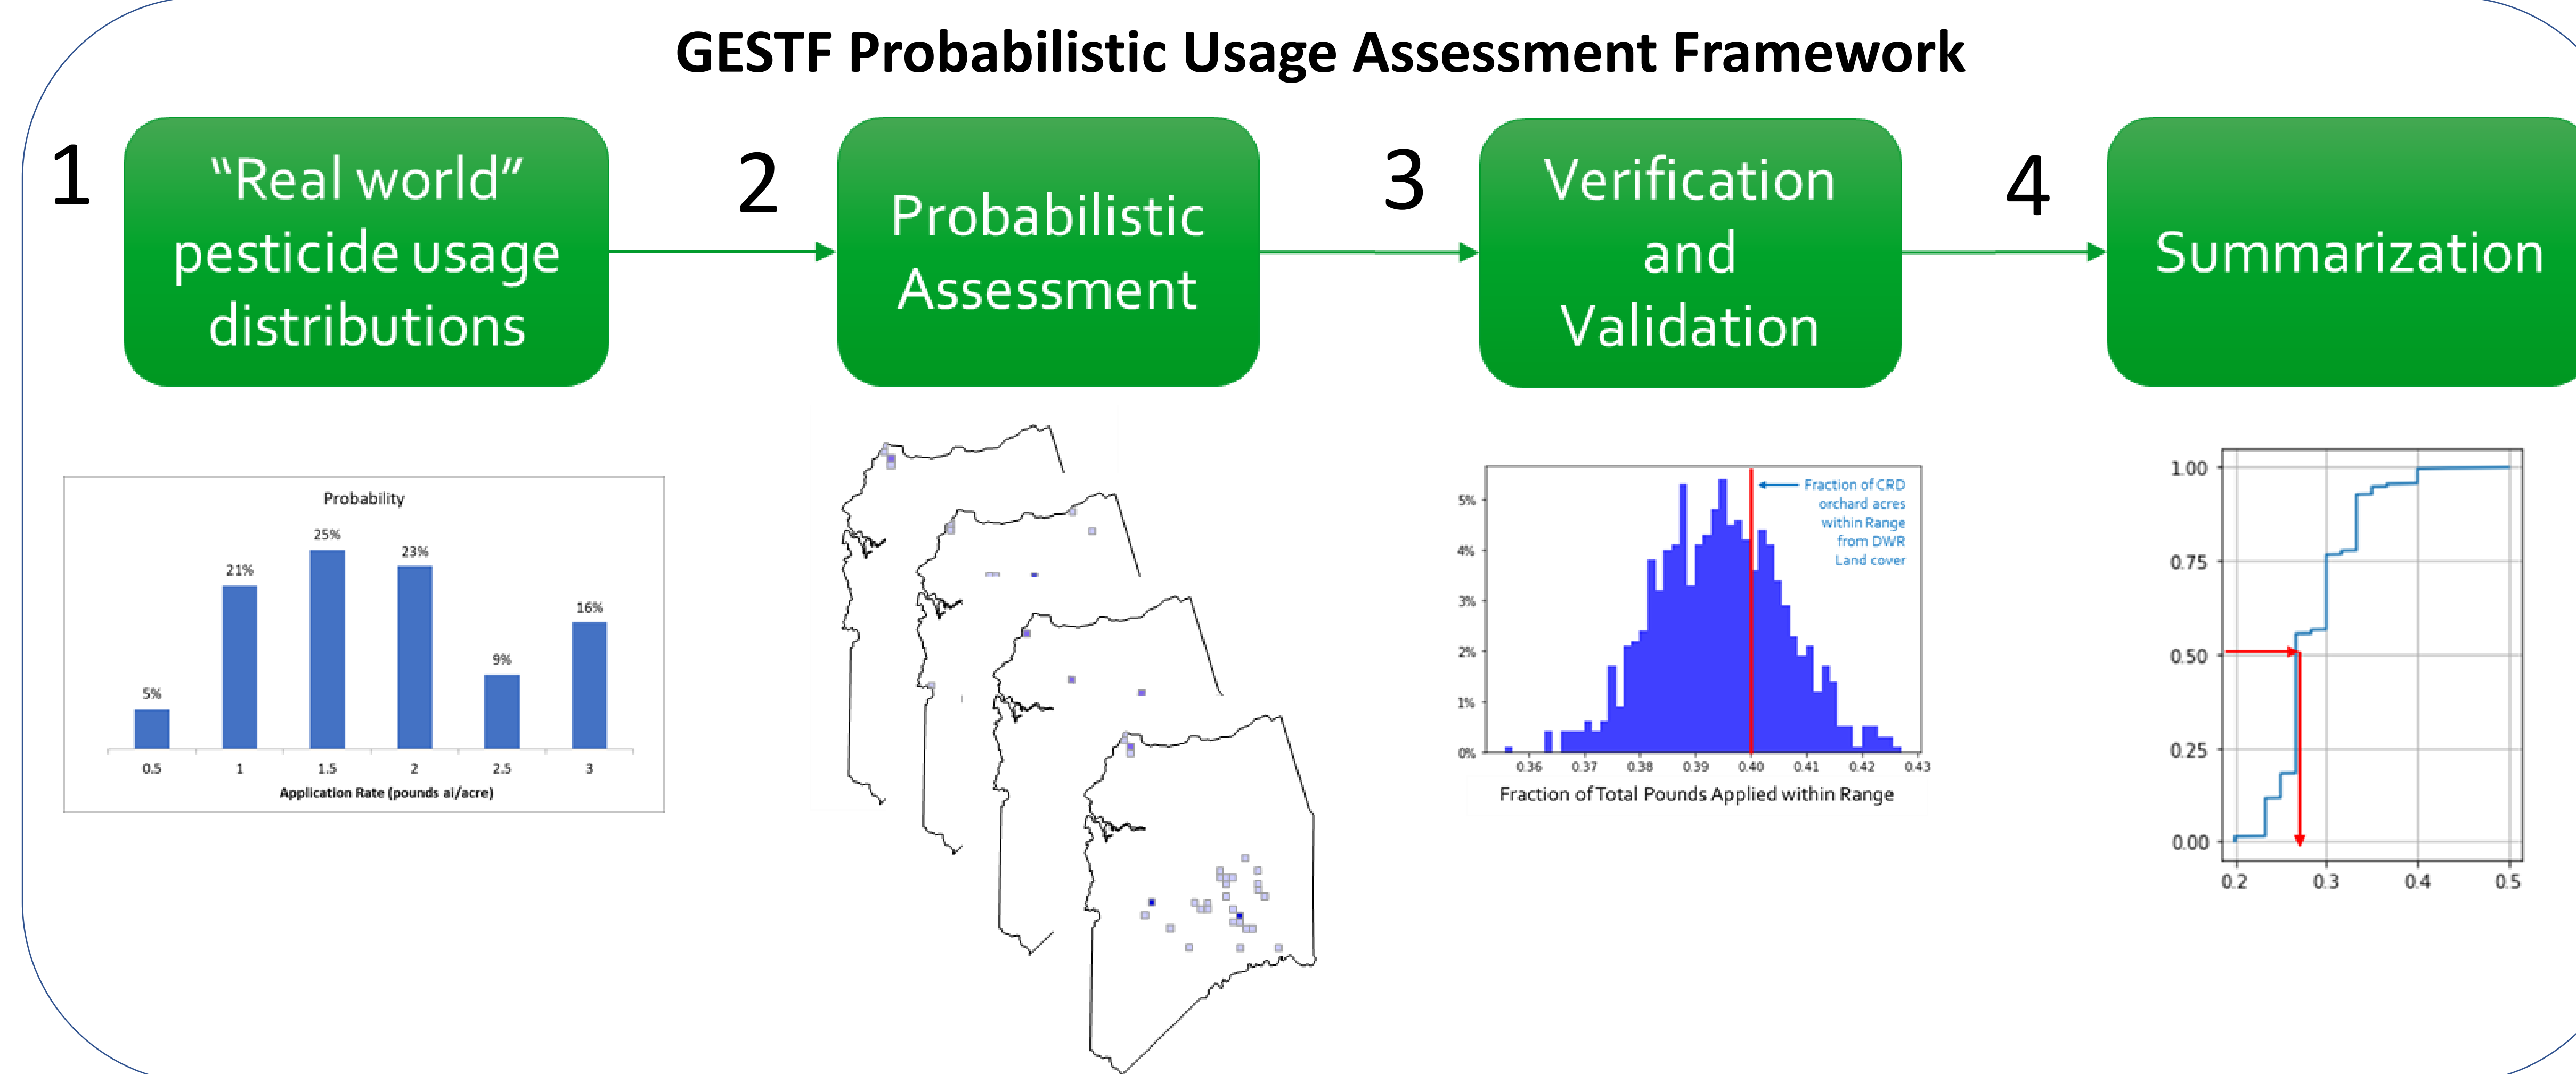 GESTF Probabilistic Usage Assessment Framework
1
“Real world”
pesticide usage
distributions
2
Probabilistic
Assessment
3
Verification
and
Validation
4
Summarization
Probability
5%
21%
25%
23%
9%
16%
0.5
1
1.5
2
2.5
3
Application Rate (pounds ai/acre)
5%
4%
3%
2%
1%
0%
Fraction of CRD
orchard acres
within Range
from DWR
Land cover
0.36
0.37
0.38
0.39
0.40
0.41
0.42
0.43
Fraction of Total Pounds Applied within Range
1.00
0.75
0.50
0.25
0.00
0.2
0.3
0.4
0.5